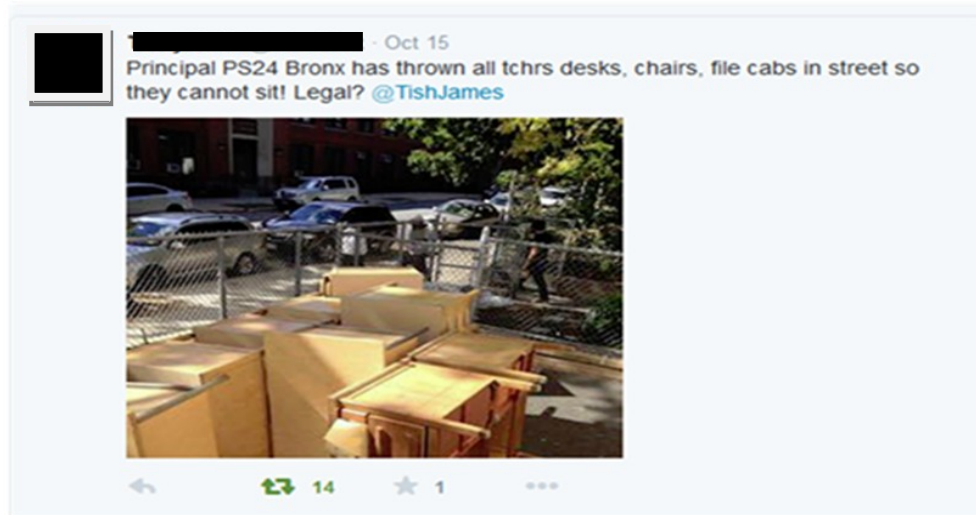 · Oct 15
Principal PS24 Bronx has thrown all tchrs desks, chairs, file cabs in street so
they cannot sit! Legal? @TishJames
14
1